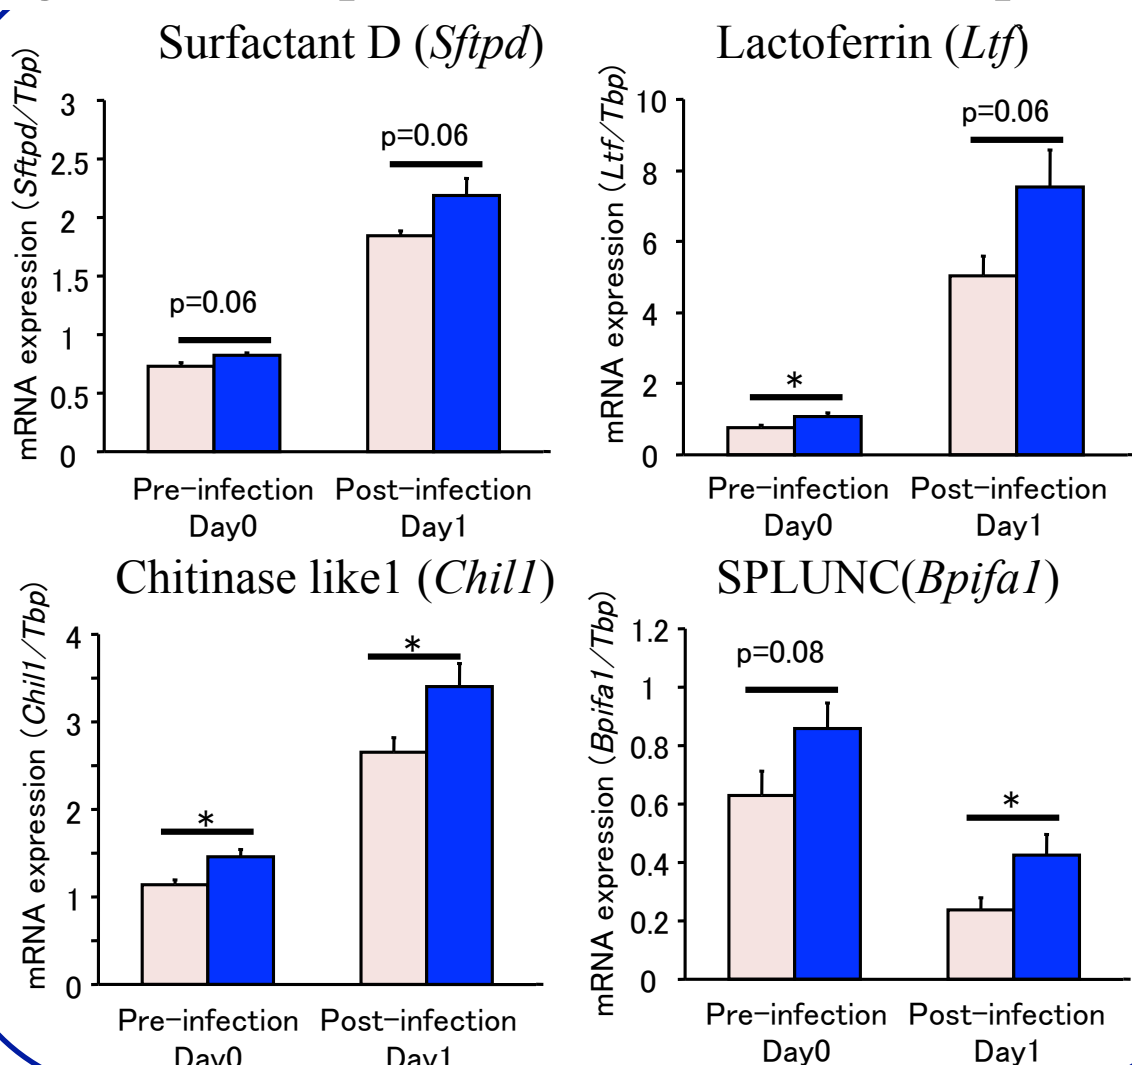 Surfactant D (Sftpd)
mRNA expression (Sftpd/Tbp)
3
2.5
2
1.5
1
0.5
0
p=0.06
p=0.06
Pre-infection Post-infection
Day0 Day1
Lactoferrin (Ltf)
mRNA expression (Ltf/Tbp)
10
8
6
4
2
0
*
p=0.06
Pre-infection Post-infection
Day0 Day1
Chitinase like1 (Chil1)
mRNA expression (Chil1/Tbp)
4
3
2
1
0
*
*
Pre-infection Post-infection
Day0 Day1
SPLUNC(Bpifa1)
mRNA expression (Bpifa1/Tbp)
1.2
1
0.8
0.6
0.4
0.2
0
p=0.08
*
Pre-infection Post-infection
Day0 Day1